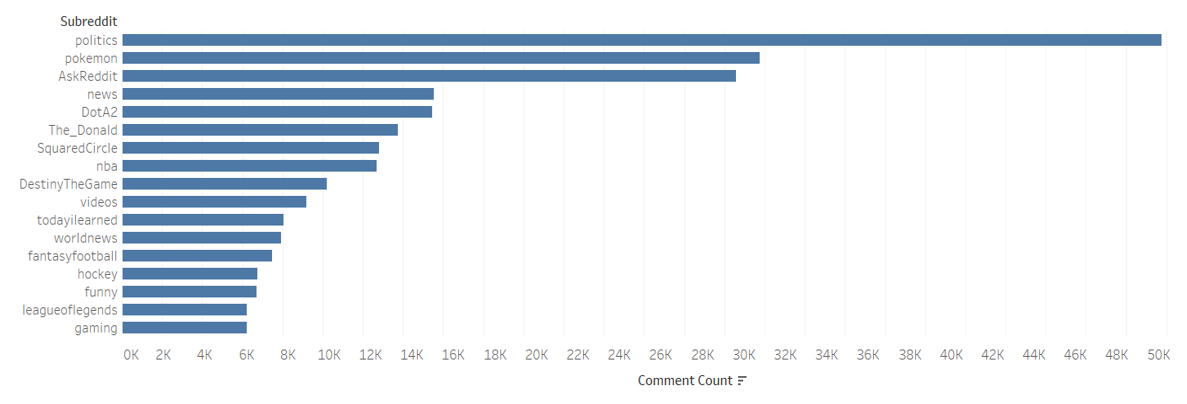 Subreddit
politics
pokemon
AskReddit
news
DotA2
The_Donald
SquaredCircle
nba
DestinyTheGame
videos
todayilearned
worldnews
fantasyfootball
hockey
funny
leagueoflegends
gaming
0K 2K 4K 6K 8K 10K 12K 14K 16K 18K 20K 22K 24K 26K 28K 30K 32K 34K 36K 38K 40K 42K 44K 46K 48K 50K
Comment Count